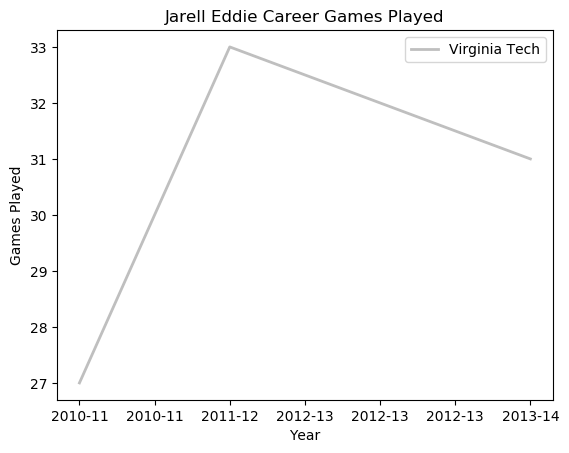 Jarell Eddie Career Games Played
Virginia Tech
33
32
31
30
29
28
27
Games Played
2010-11 2010-11 2011-12 2012-13 2012-13 2012-13 2013-14
Year